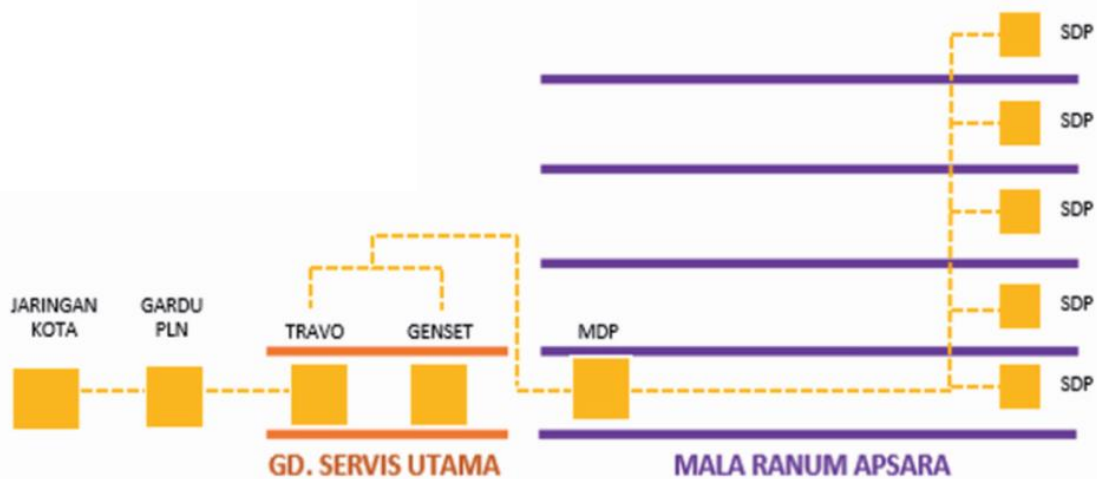 SDP
SDP
SDP
SDP
JARINGAN
KOTA
GARDU
PLN
TRAVO
GENSET
MDP
SDP
GD. SERVIS UTAMA
MALA RANUM APSARA